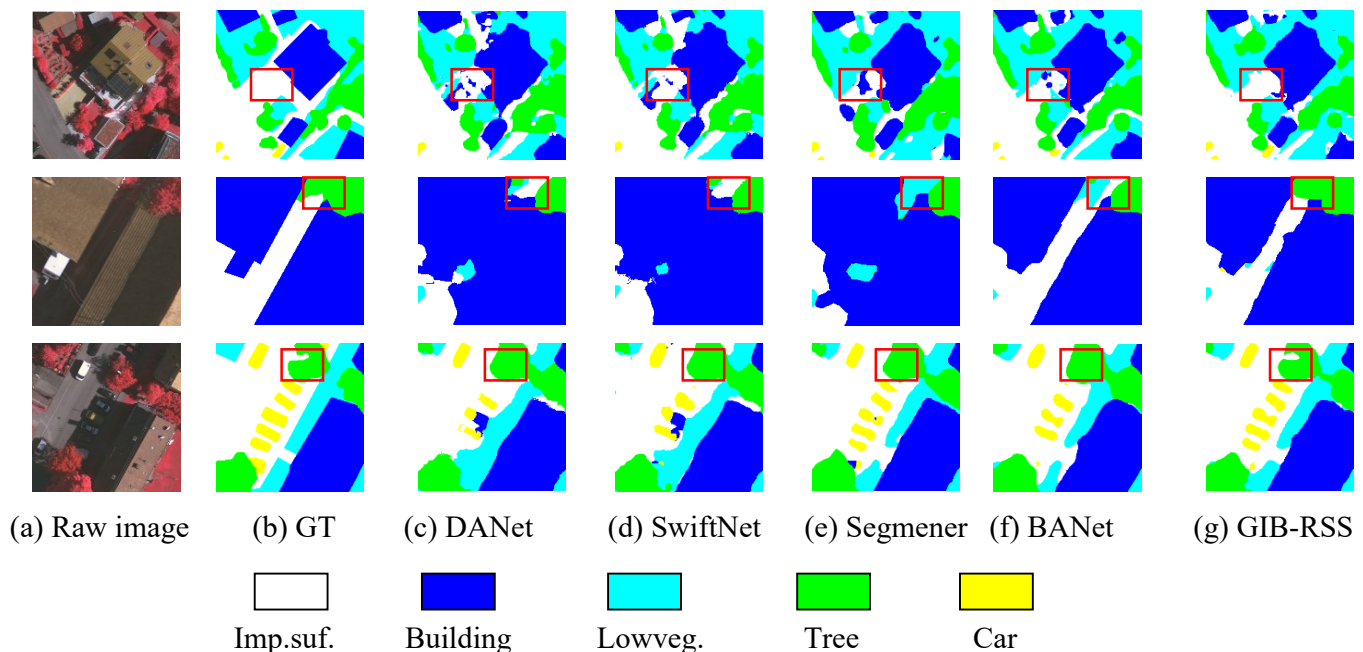 (a) Raw image (b) GT (c) DANet (d) SwiftNet (e) Segmener (f) BANet (g) GIB-RSS
Imp.suf. Building Lowveg. Tree Car